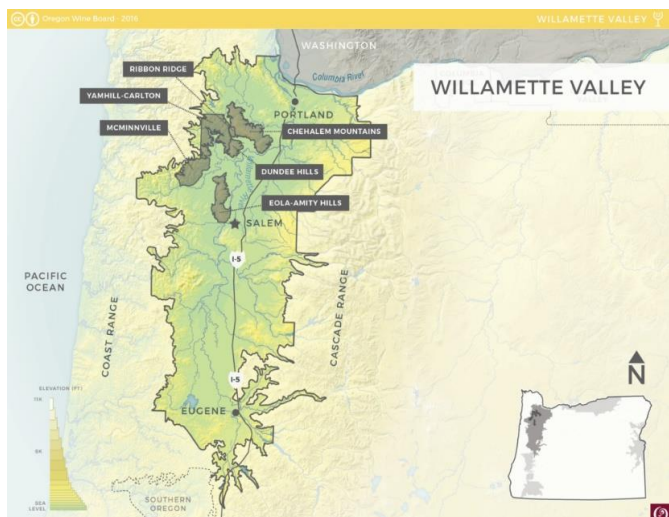 Oregon Wine Board - 2016
WILLAMETTE VALLEY
WASHINGTON
Columbia River
WILLAMETTE VALLEY
RIBBON RIDGE
YAMHILL-CARLTON
PORTLAND
MCMINNVILLE
CHEHALEM MOUNTAINS
DUNDEE HILLS
EOLA-AMITY HILLS
SALEM
I-5
PACIFIC
OCEAN
COAST RANGE
CASCADE RANGE
I-5
EUGENE
N
ELEVATION (FT)
SEA
LEVEL
SOUTHERN
OREGON